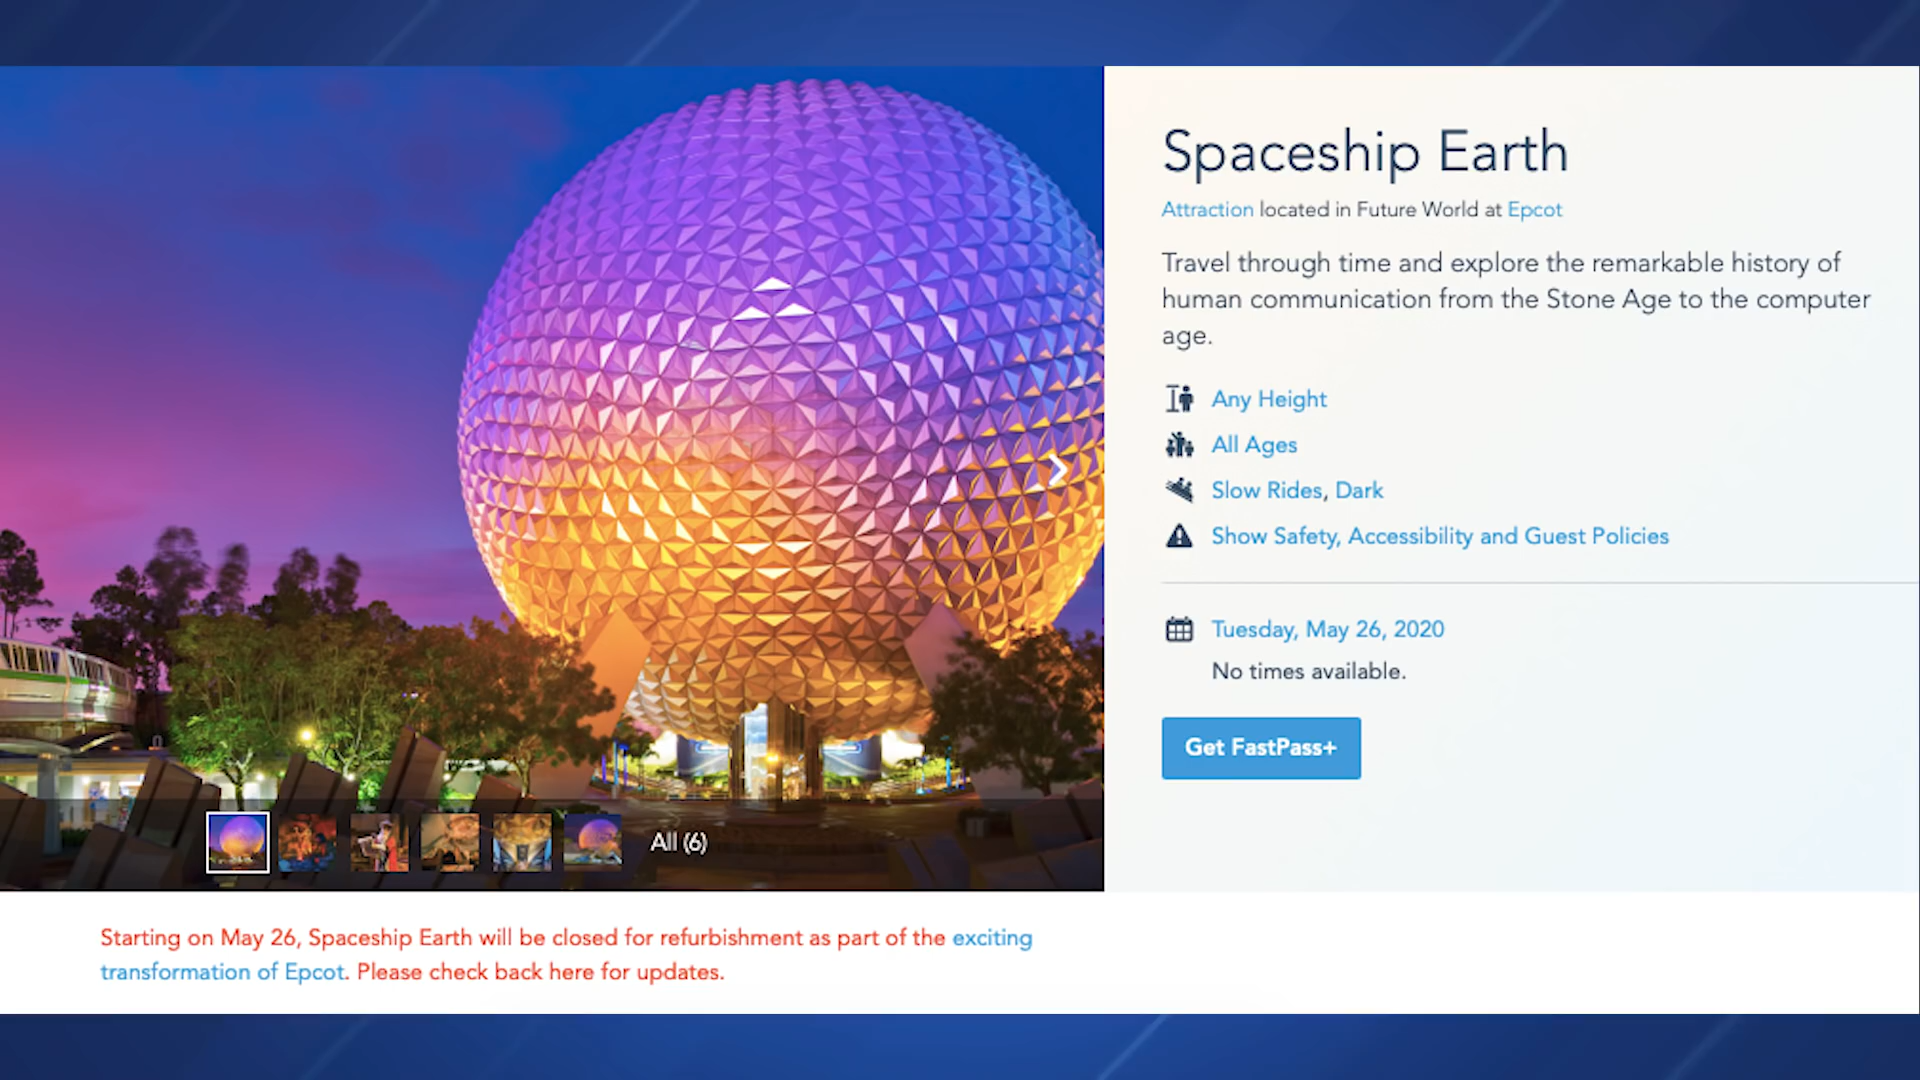 Spaceship Earth
Attraction located in Future World at Epcot
Travel through time and explore the remarkable history of
human communication from the Stone Age to the computer
age.
Any Height
All Ages
Slow Rides, Dark
Show Safety, Accessibility and Guest Policies
Tuesday, May 26, 2020
No times available.
Get FastPass+
All (6)
Starting on May 26, Spaceship Earth will be closed for refurbishment as part of the exciting
transformation of Epcot. Please check back here for updates.